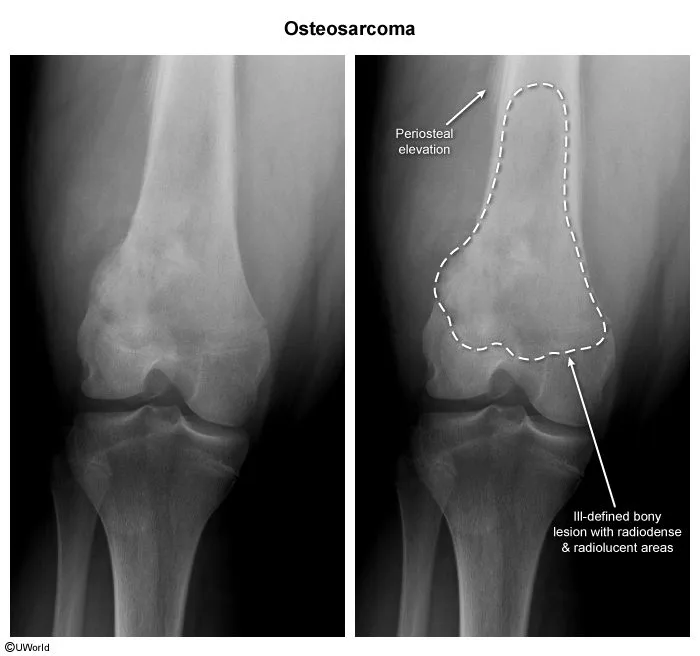 Osteosarcoma
Periosteal
elevation
Ill-defined bony
lesion with radiodense
& radiolucent areas
©UWorld